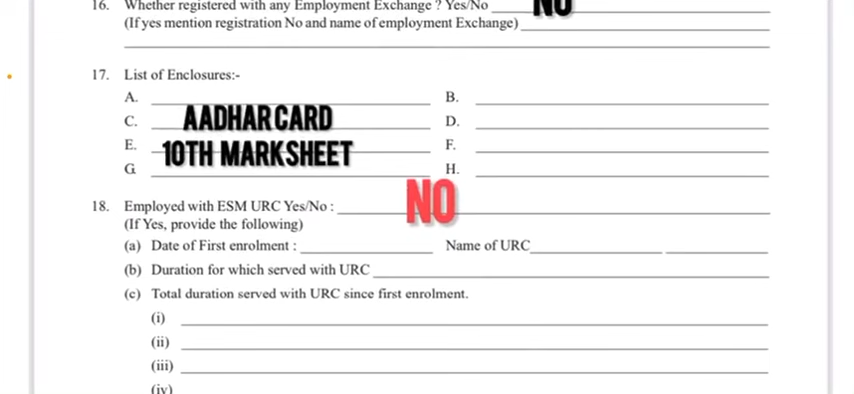 16. Whether registered with any Employment Exchange ? Yes/No NO
(If yes mention registration No and name of employment Exchange)
17. List of Enclosures:-
A. B.
C. AADHAR CARD D.
E. 10TH MARKSHEET F.
G H.
18. Employed with ESM URC Yes/No : NO
(If Yes, provide the following)
(a) Date of First enrolment : Name of URC
(b) Duration for which served with URC
(c) Total duration served with URC since first enrolment.
(i)
(ii)
(iii)
(iv)